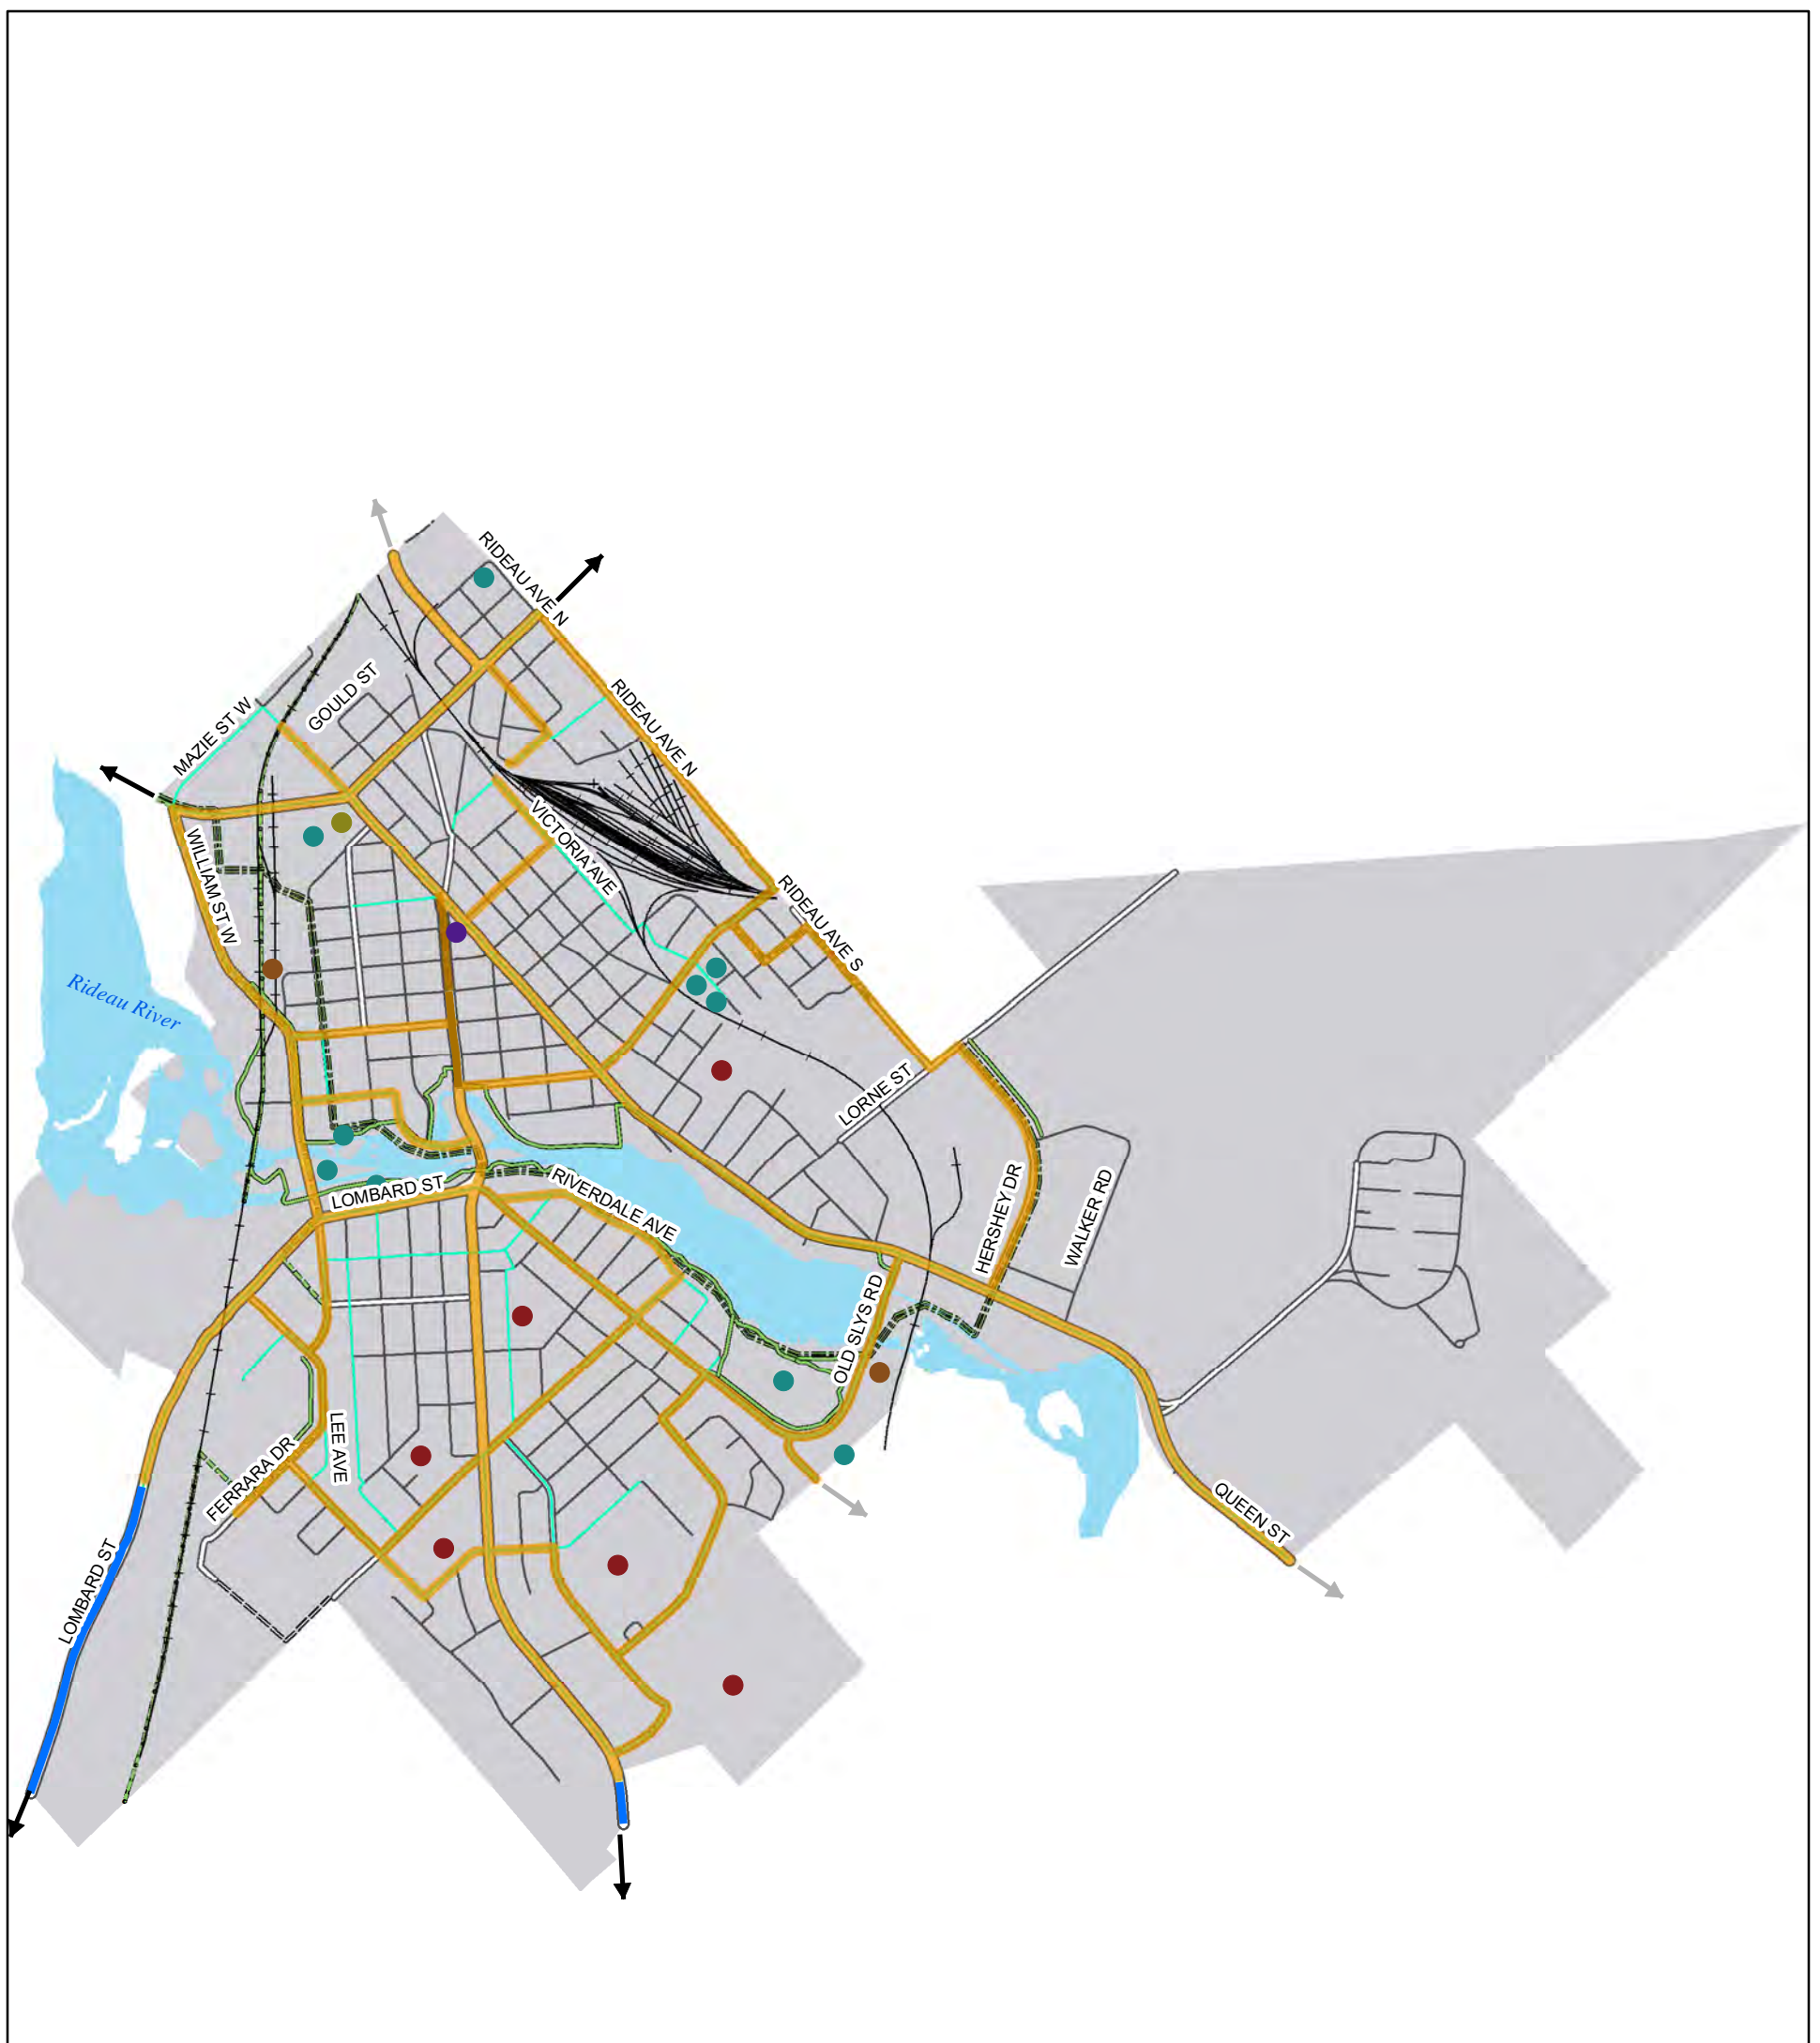 RIDEAU AVE N
GOULD ST
RIDEAU AVE N
MAZIE ST W
VICTORIA AVE
WILLIAM ST W
RIDEAU AVE S
Rideau River
LORNE ST
LOMBARD ST
RIVERDALE AVE
HERSHEY DR
WALKER RD
OLD SLYS RD
LEE AVE
FERRARA DR
QUEEN ST
LOMBARD ST